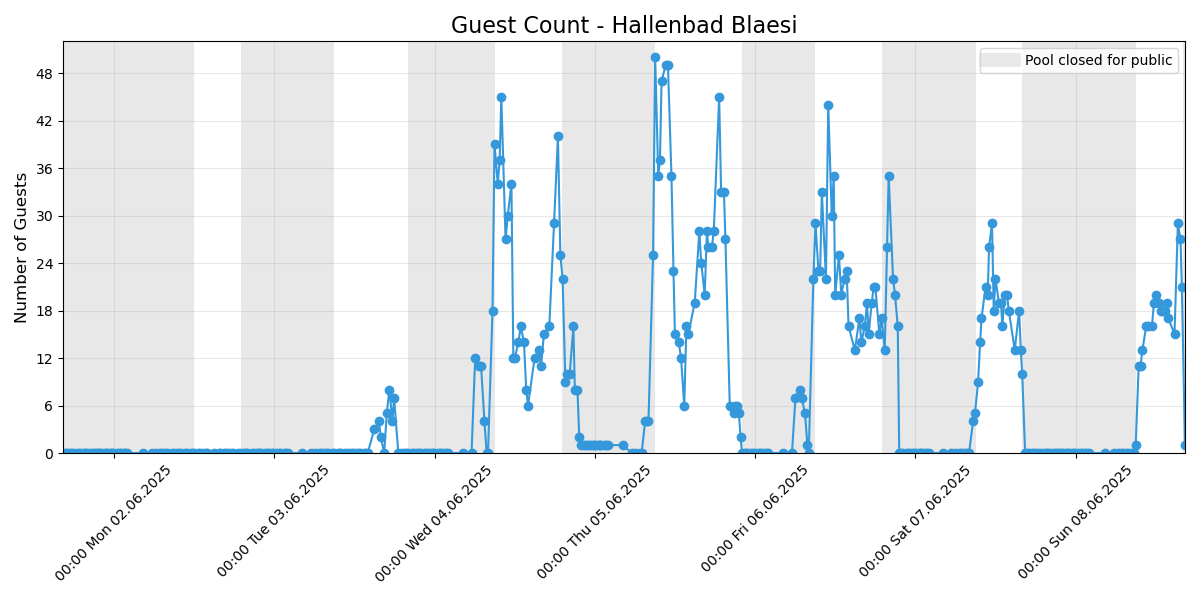 Guest Count - Hallenbad Blaesi
Pool closed for public
Number of Guests
48
42
36
30
24
18
12
6
0
00:00 Mon 02.06.2025
00:00 Tue 03.06.2025
00:00 Wed 04.06.2025
00:00 Thu 05.06.2025
00:00 Fri 06.06.2025
00:00 Sat 07.06.2025
00:00 Sun 08.06.2025